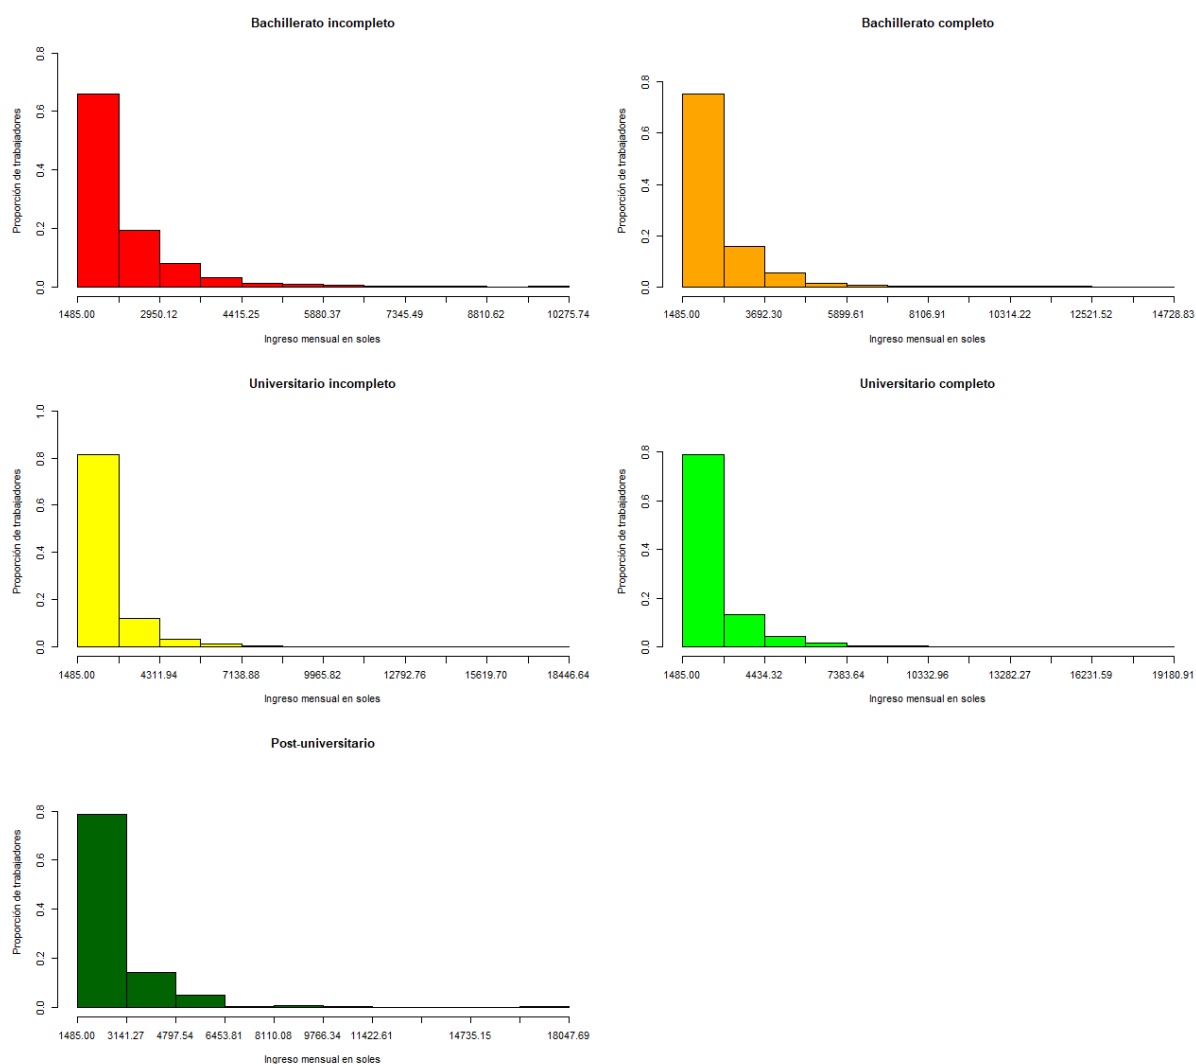 Bachillerato incompleto
Proporción de trabajadores
0.0 0.2 0.4 0.6 0.8
1485.00 2950.12 4415.25 5880.37 7345.49 8810.62 10275.74
Ingreso mensual en soles
Bachillerato completo
Proporción de trabajadores
0.0 0.2 0.4 0.6 0.8
1485.00 3692.30 5899.61 8106.91 10314.22 12521.52 14728.83
Ingreso mensual en soles
Universitario incompleto
Proporción de trabajadores
0.0 0.2 0.4 0.6 0.8 1.0
1485.00 4311.94 7138.88 9965.82 12792.76 15619.70 18446.64
Ingreso mensual en soles
Universitario completo
Proporción de trabajadores
0.0 0.2 0.4 0.6 0.8
1485.00 4434.32 7383.64 10332.96 13282.27 16231.59 19180.91
Ingreso mensual en soles
Post-universitario
Proporción de trabajadores
0.0 0.2 0.4 0.6 0.8
1485.00 3141.27 4797.54 6453.81 8110.08 9766.34 11422.61 14735.15 18047.69
Ingreso mensual en soles